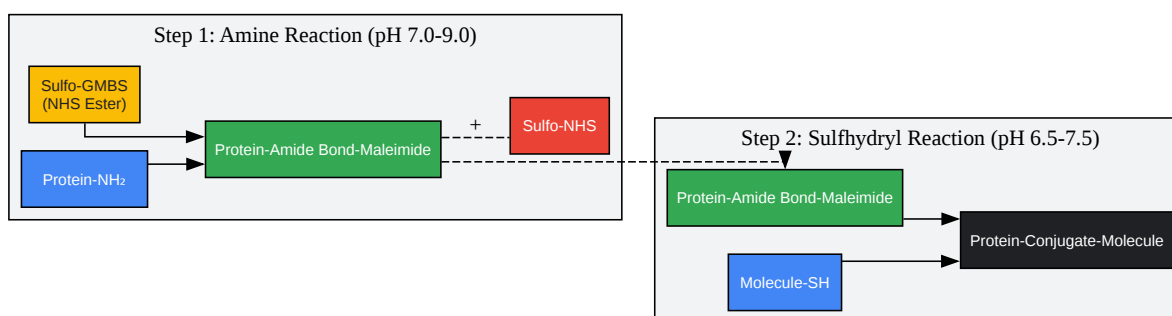 Step 1: Amine Reaction (pH 7.0-9.0)
Sulfo-GMBS
(NHS Ester)
Protein-NH₂
Protein-Amide Bond-Maleimide
+
Sulfo-NHS
Step 2: Sulfhydryl Reaction (pH 6.5-7.5)
Protein-Amide Bond-Maleimide
Molecule-SH
Protein-Conjugate-Molecule